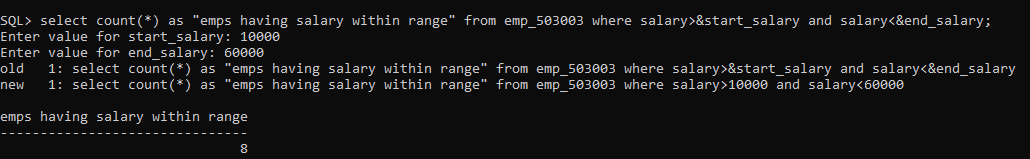 SQL> select count(*) as "emps having salary within range" from emp_503003 where salary>&start_salary and salary<&end_salary;
Enter value for start_salary: 10000
Enter value for end_salary: 60000
old   1: select count(*) as "emps having salary within range" from emp_503003 where salary>&start_salary and salary<&end_salary
new   1: select count(*) as "emps having salary within range" from emp_503003 where salary>10000 and salary<60000
emps having salary within range
-------------------------------
                              8